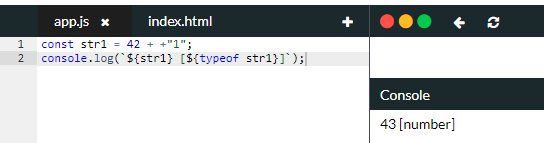 app.js × index.html + 
1 const str1 = 42 + +"1";
2 console.log(`${str1} [${typeof str1}]`);
Console
43 [number]